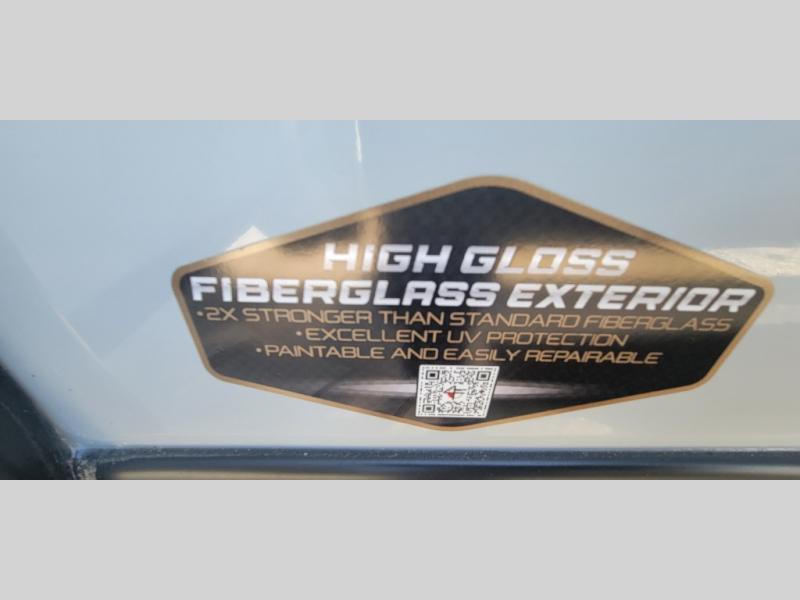 HIGH GLOSS
FIBERGLASS EXTERIOR
•2X STRONGER THAN STANDARD FIBERGLASS
•EXCELLENT UV PROTECTION
•PAINTABLE AND EASILY REPAIRABLE